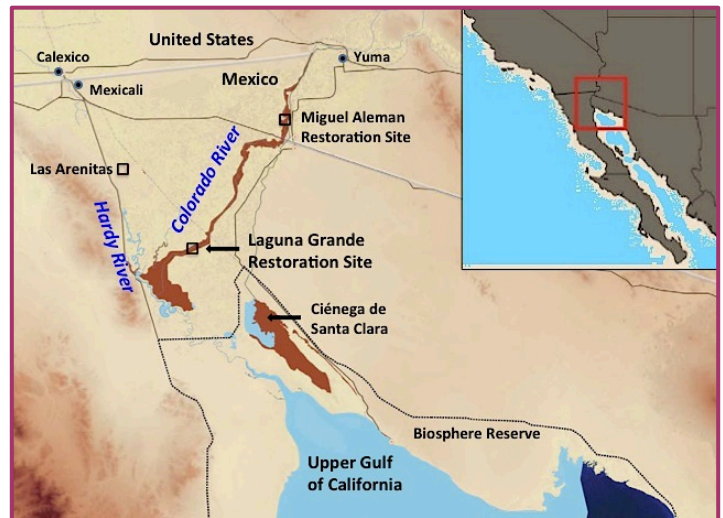 United States
Calexico
Yuma
Mexico
Mexicali
Miguel Aleman
Restoration Site
Las Arenitas
Colorado River
Hardy River
Laguna Grande
Restoration Site
Ciénega de
Santa Clara
Biosphere Reserve
Upper Gulf
of California